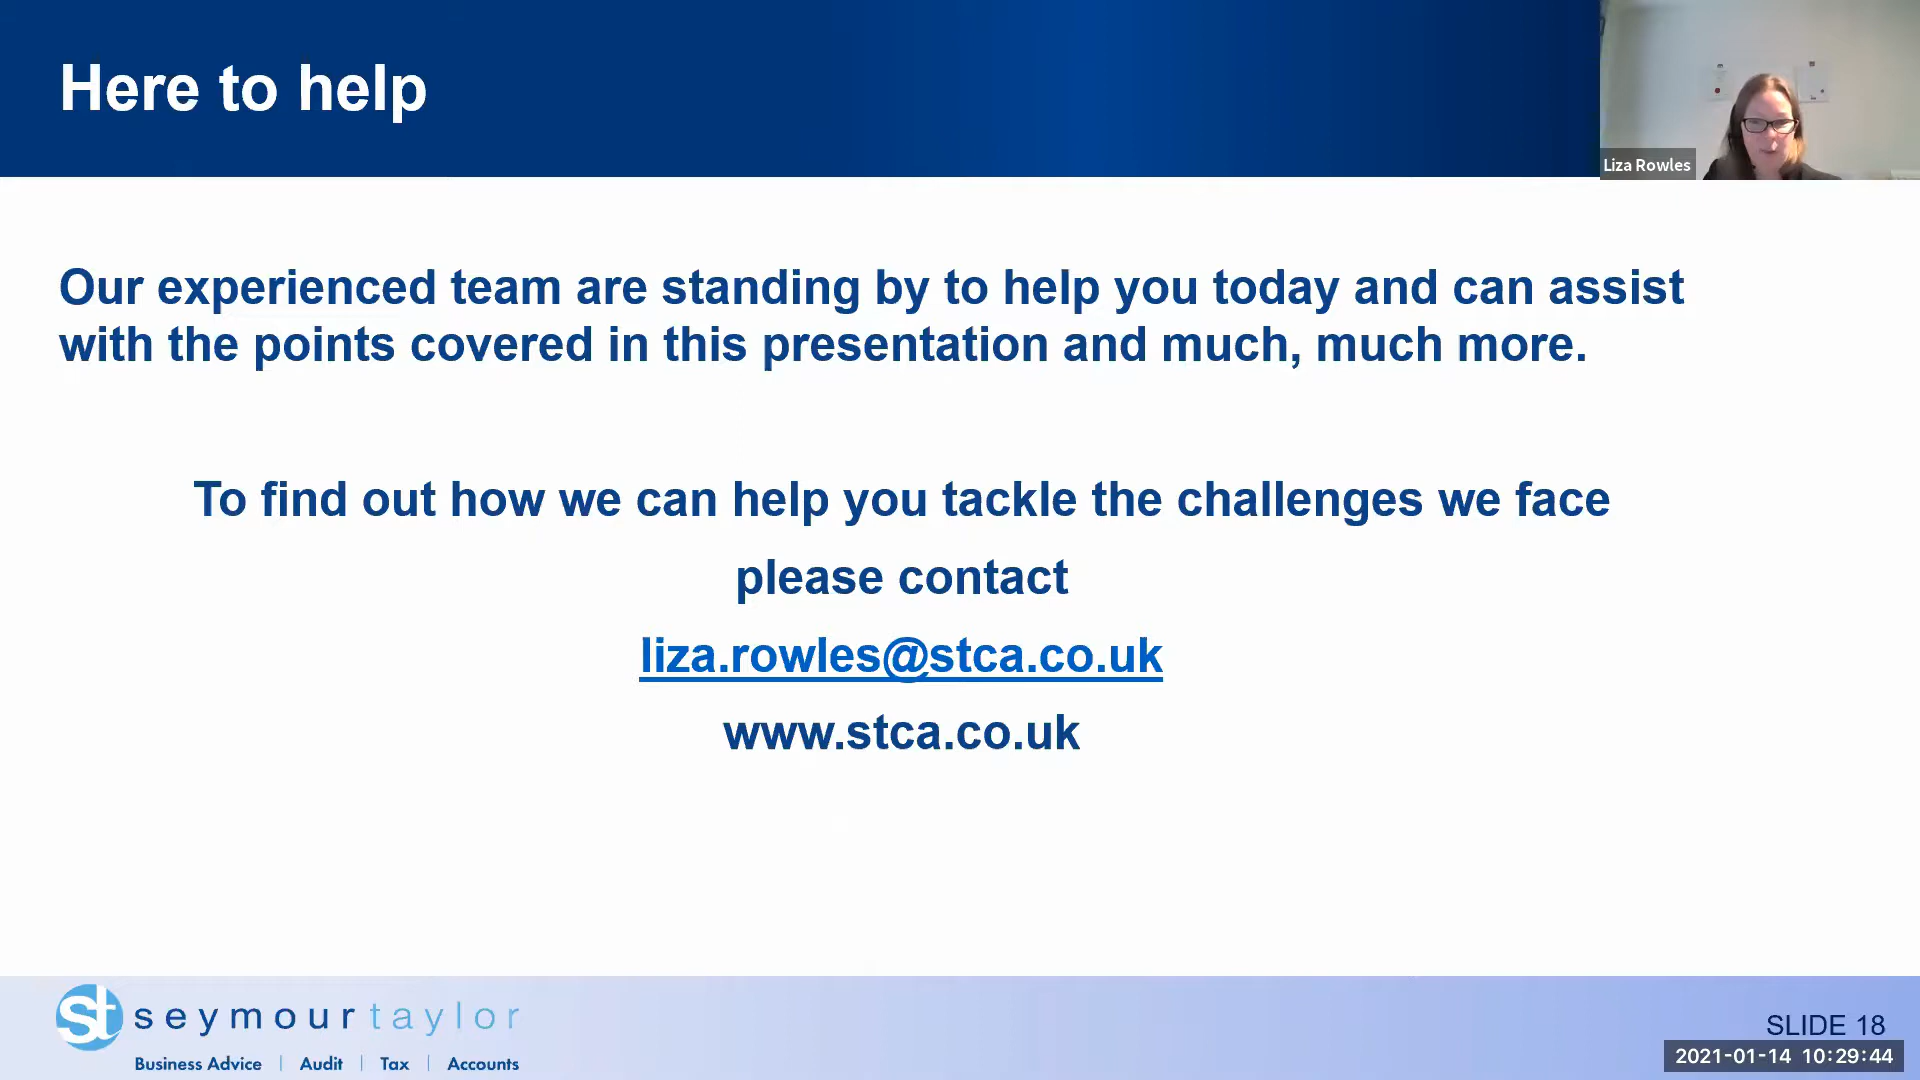 Here to help
Liza Rowles
Our experienced team are standing by to help you today and can assist
with the points covered in this presentation and much, much more.
To find out how we can help you tackle the challenges we face
please contact
liza.rowles@stca.co.uk
www.stca.co.uk
st seymourtaylor
Business Advice | Audit | Tax | Accounts
SLIDE 18
2021-01-14 10:29:44